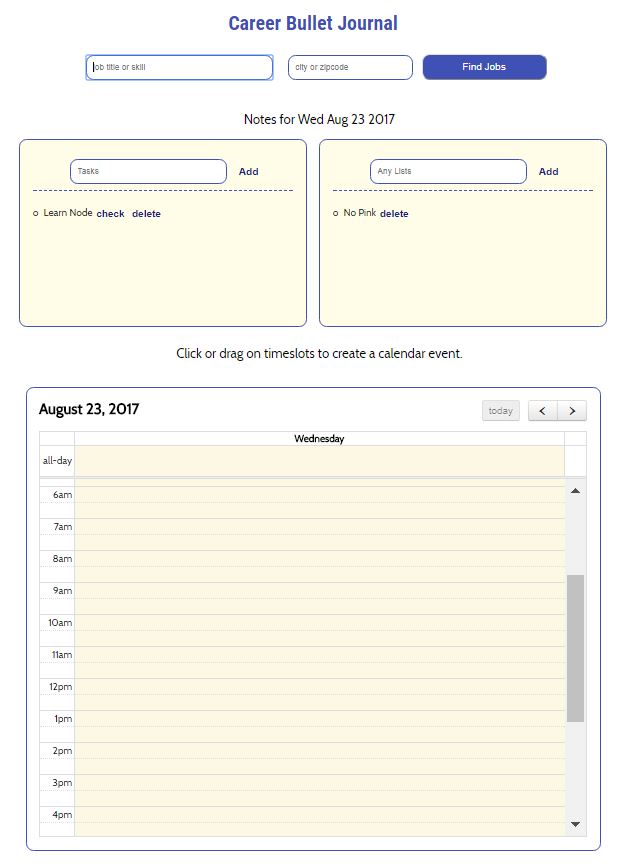 Career Bullet Journal
job title or skill city or zipcode Find Jobs
Notes for Wed Aug 23 2017
Tasks Add
o Learn Node check delete
Any Lists Add
o No Pink delete
Click or drag on timeslots to create a calendar event.
August 23, 2017 today < >
Wednesday
all-day
6am
7am
8am
9am
10am
11am
12pm
1pm
2pm
3pm
4pm